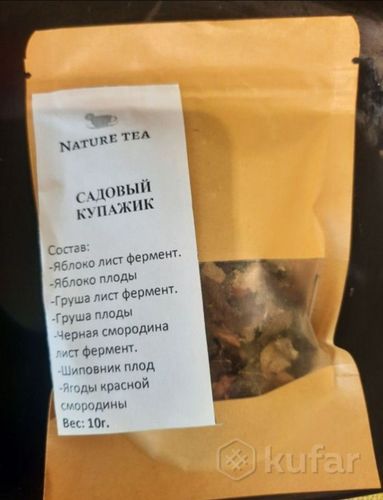 NATURE TEA
САДОВЫЙ
КУПАЖИК
Состав:
-Яблоко лист фермент.
-Яблоко плоды
-Груша лист фермент.
-Груша плоды
-Черная смородина
лист фермент.
-Шиповник плод
-Ягоды красной
смородины
Вес: 10г.
kufar